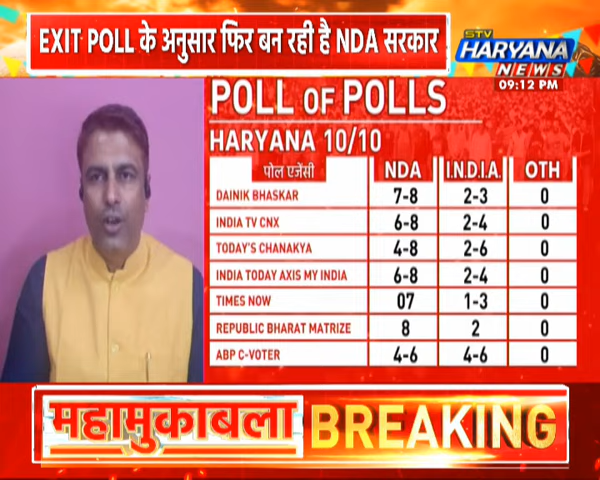 EXIT POLL के अनुसार फिर बन रही है NDA सरकार
STV
HARYANA
NEWS
09:12 PM
POLL OF POLLS
HARYANA 10/10
पोल एजेंसी NDA I.N.D.I.A. OTH
DAINIK BHASKAR 7-8 2-3 0
INDIA TV CNX 6-8 2-4 0
TODAY'S CHANAKYA 4-8 2-6 0
INDIA TODAY AXIS MY INDIA 6-8 2-4 0
TIMES NOW 07 1-3 0
REPUBLIC BHARAT MATRIZE 8 2 0
ABP C-VOTER 4-6 4-6 0
महामुकाबला BREAKING